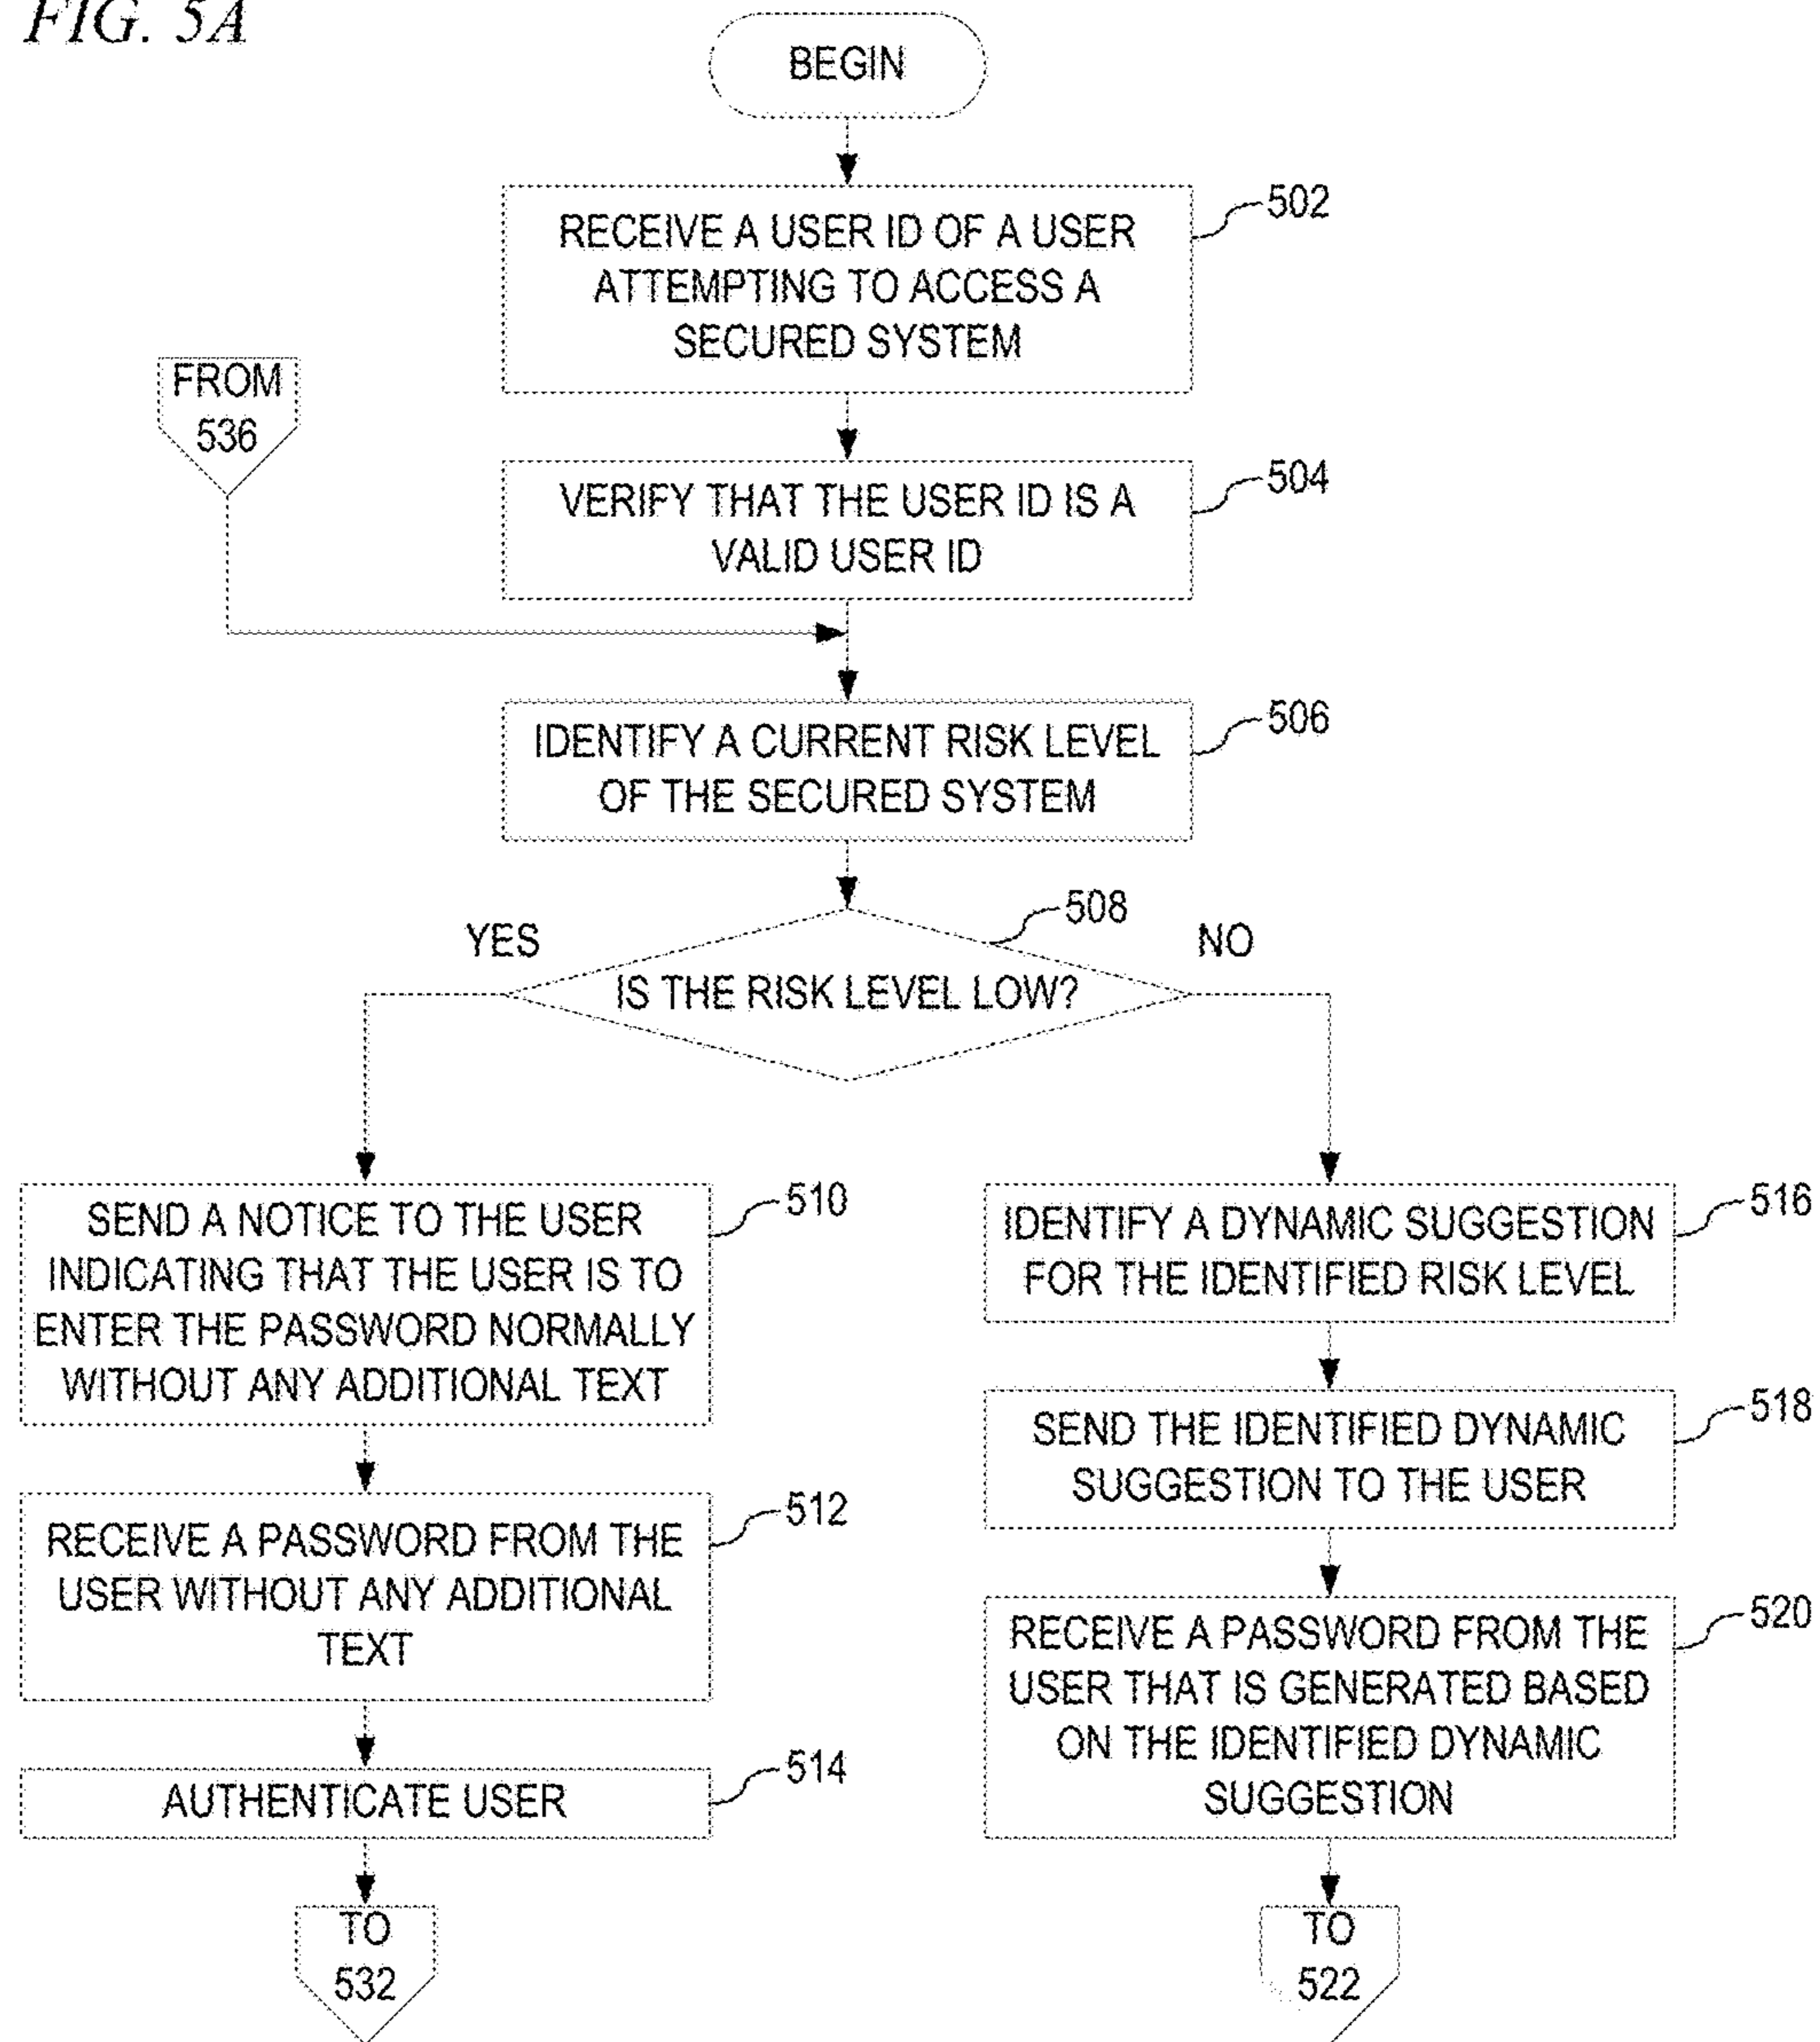 FIG. 5A
BEGIN
502
RECEIVE A USER ID OF A USER
ATTEMPTING TO ACCESS A
SECURED SYSTEM
FROM
536
504
VERIFY THAT THE USER ID IS A
VALID USER ID
506
IDENTIFY A CURRENT RISK LEVEL
OF THE SECURED SYSTEM
508
YES
NO
IS THE RISK LEVEL LOW?
510
SEND A NOTICE TO THE USER
INDICATING THAT THE USER IS TO
ENTER THE PASSWORD NORMALLY
WITHOUT ANY ADDITIONAL TEXT
512
RECEIVE A PASSWORD FROM THE
USER WITHOUT ANY ADDITIONAL
TEXT
514
AUTHENTICATE USER
TO
532
516
IDENTIFY A DYNAMIC SUGGESTION
FOR THE IDENTIFIED RISK LEVEL
518
SEND THE IDENTIFIED DYNAMIC
SUGGESTION TO THE USER
520
RECEIVE A PASSWORD FROM THE
USER THAT IS GENERATED BASED
ON THE IDENTIFIED DYNAMIC
SUGGESTION
TO
522